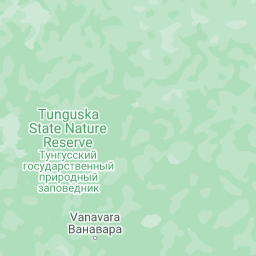 Tunguska
State Nature
Reserve
Тунгусский
государственный
природный
заповедник
Vanavara
Ванавара